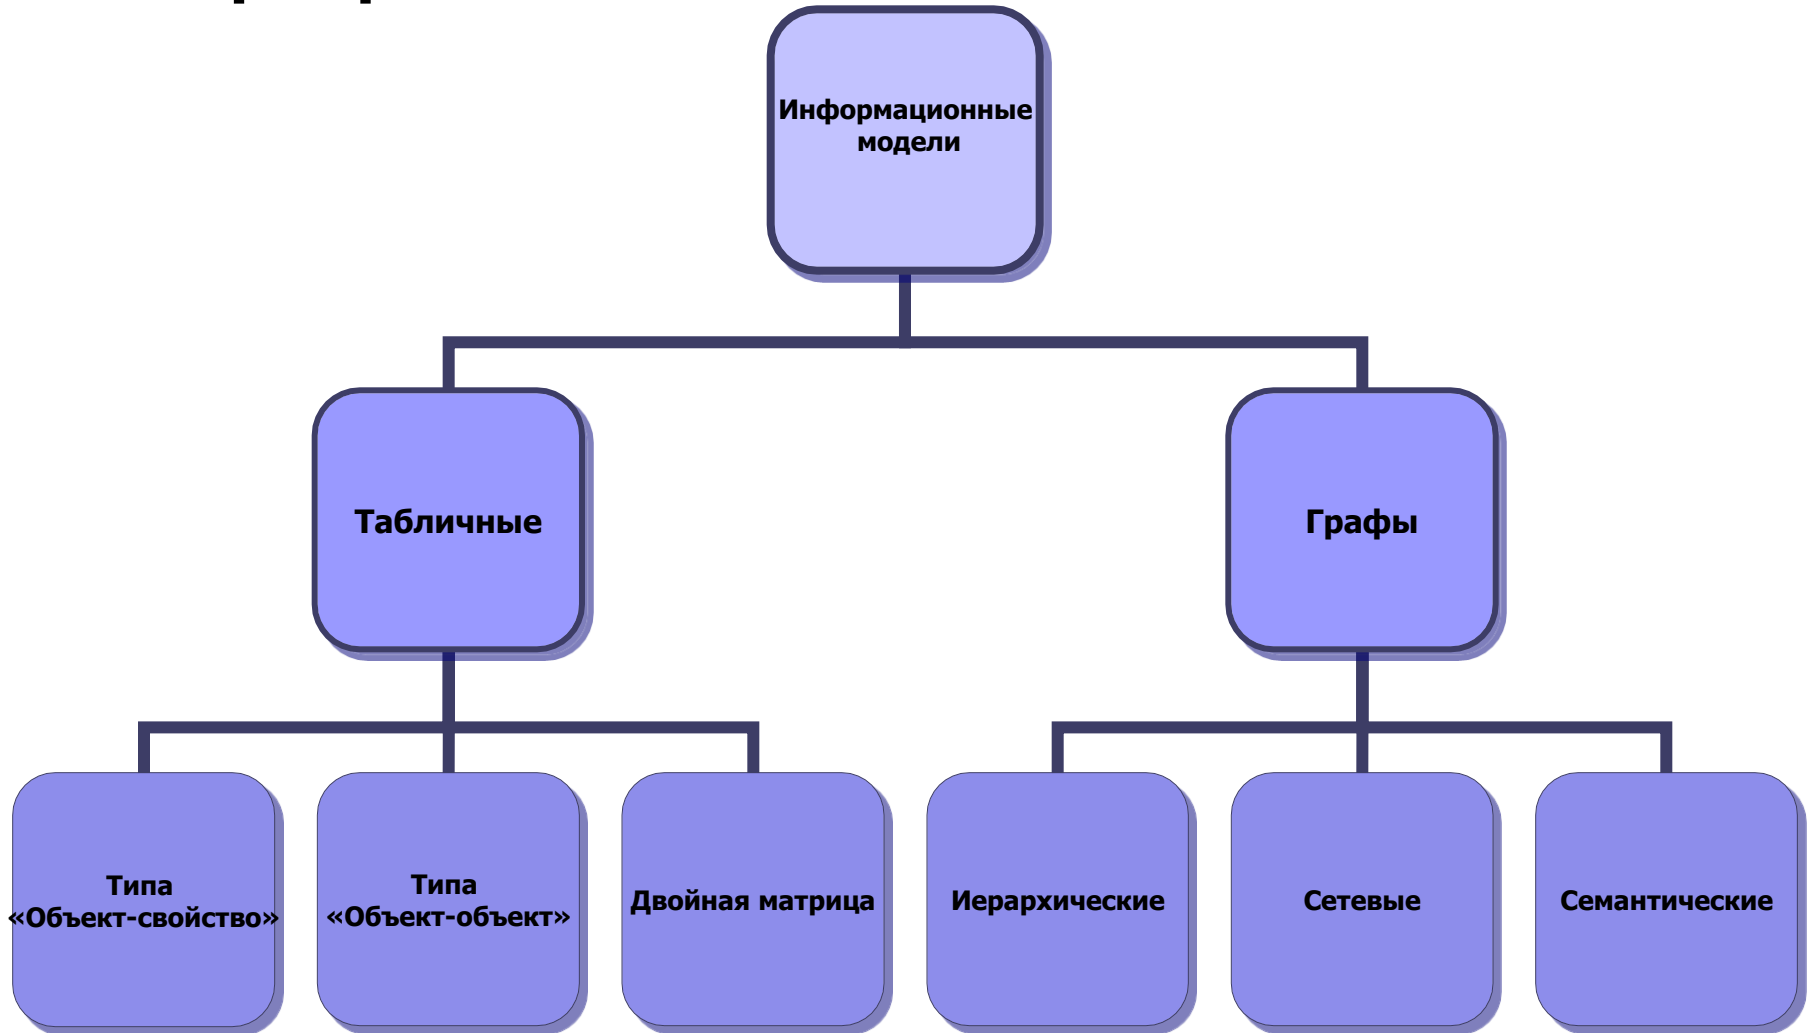 Информационные
модели
Табличные
Графы
Типа
«Объект-свойство»
Типа
«Объект-объект»
Двойная матрица
Иерархические
Сетевые
Семантические